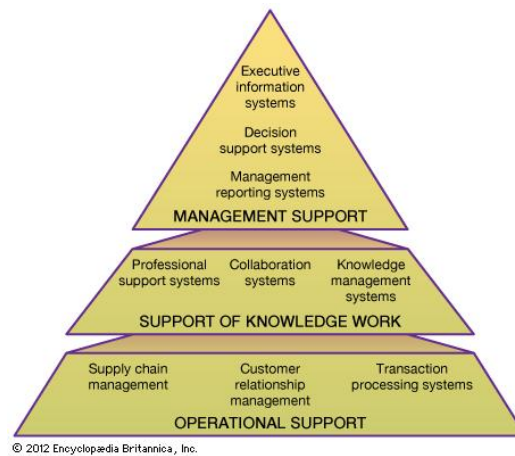 Executive
information
systems
Decision
support systems
Management
reporting systems
MANAGEMENT SUPPORT
Professional
support systems
Collaboration
systems
Knowledge
management
systems
SUPPORT OF KNOWLEDGE WORK
Supply chain
management
Customer
relationship
management
Transaction
processing systems
OPERATIONAL SUPPORT
© 2012 Encyclopædia Britannica, Inc.